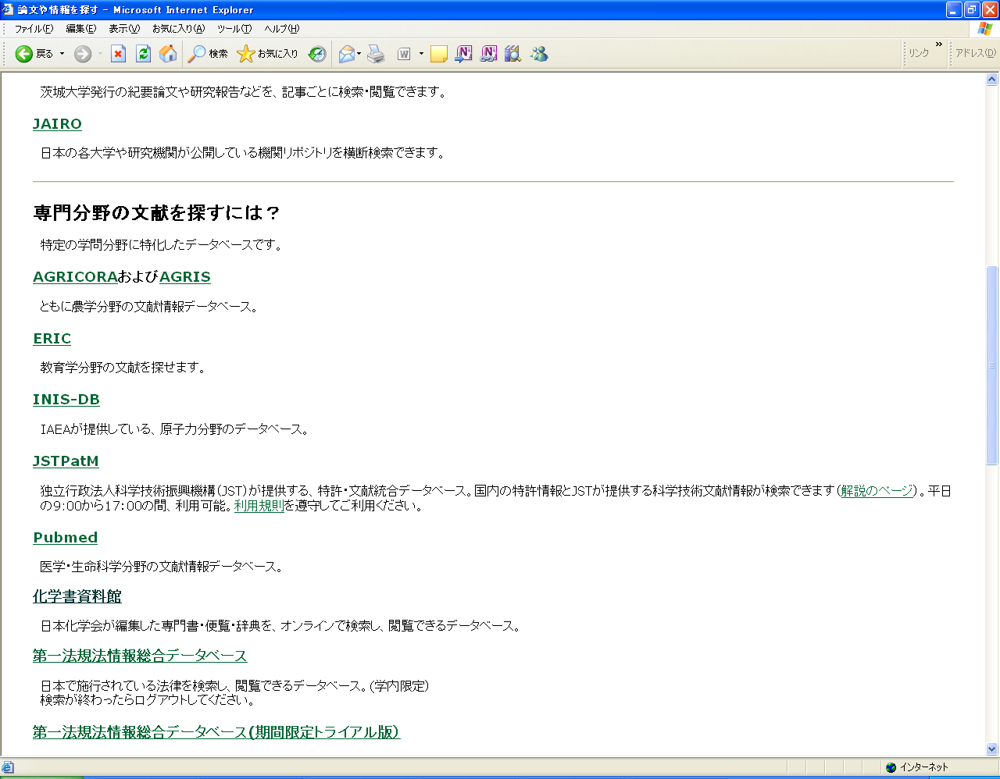 論文や情報を探す - Microsoft Internet Explorer
ファイル(F) 編集(E) 表示(V) お気に入り(A) ツール(T) ヘルプ(H)
戻る 検索 お気に入り リンク アドレス(D)
茨城大学発行の紀要論文や研究報告などを、記事ごとに検索・閲覧できます。
JAIRO
日本の各大学や研究機関が公開している機関リポジトリを横断検索できます。
専門分野の文献を探すには？
特定の学問分野に特化したデータベースです。
AGRICORAおよびAGRIS
ともに農学分野の文献情報データベース。
ERIC
教育学分野の文献を探せます。
INIS-DB
IAEAが提供している、原子力分野のデータベース。
JSTPatM
独立行政法人科学技術振興機構（JST）が提供する、特許・文献統合データベース。国内の特許情報とJSTが提供する科学技術文献情報が検索できます（解説のページ）。平日
の9:00から17:00の間、利用可能。利用規則を遵守してご利用ください。
Pubmed
医学・生命科学分野の文献情報データベース。
化学書資料館
日本化学会が編集した専門書・便覧・辞典を、オンラインで検索し、閲覧できるデータベース。
第一法規法情報総合データベース
日本で施行されている法律を検索し、閲覧できるデータベース。（学内限定）
検索が終わったらログアウトしてください。
第一法規法情報総合データベース(期間限定トライアル版）
インターネット